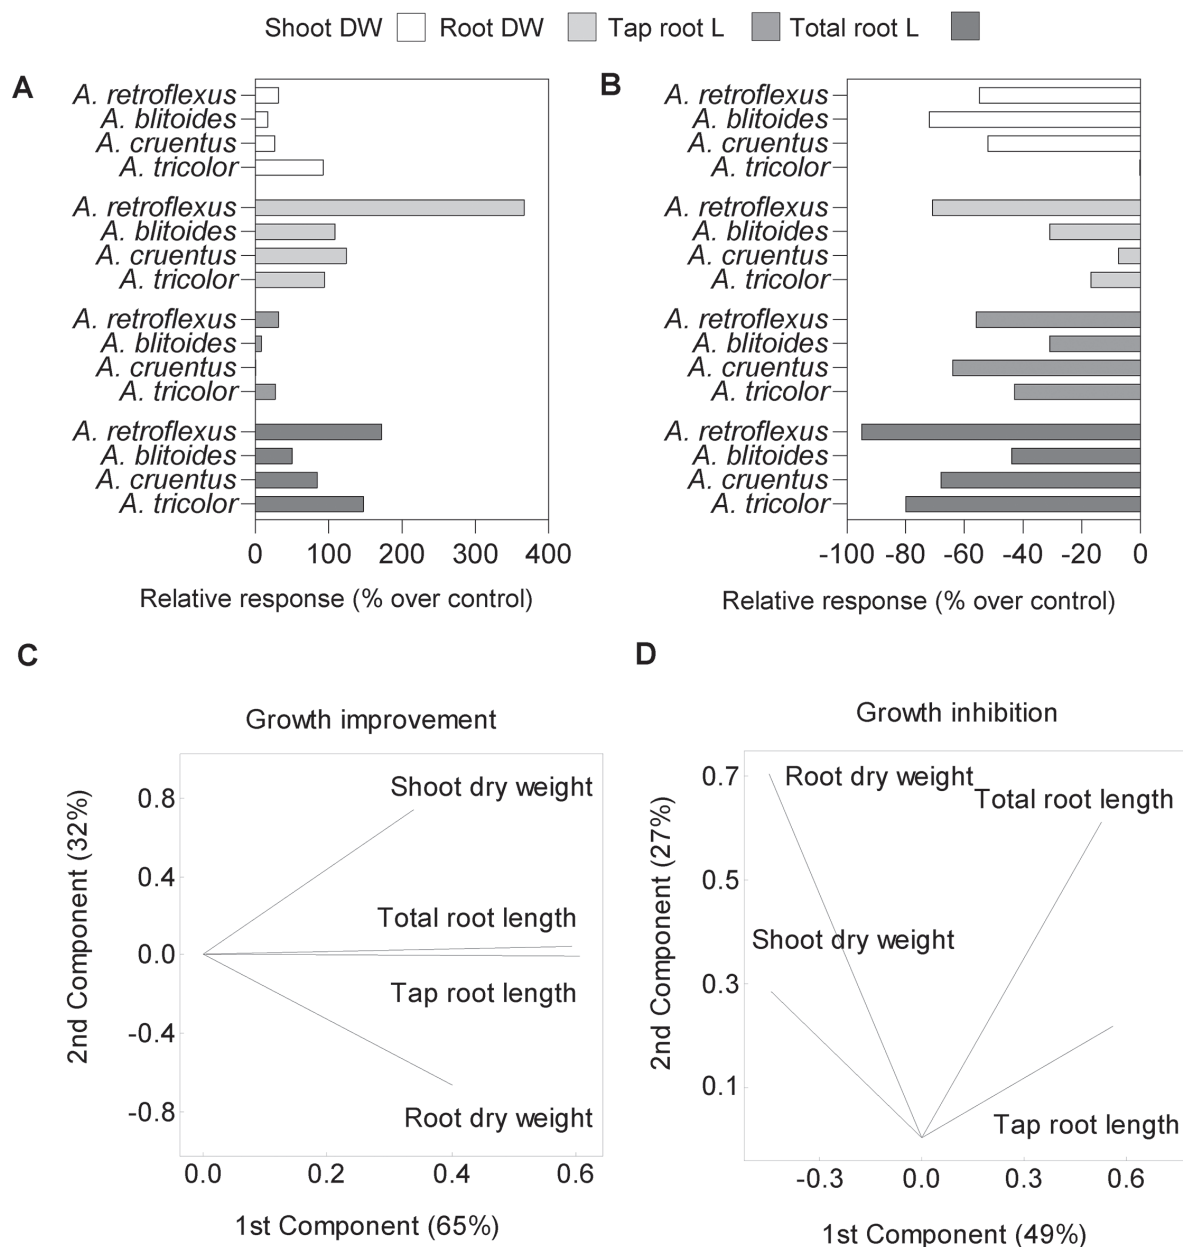 Shoot DW Root DW Tap root L Total root L
A
A. retroflexus
A. blitoides
A. cruentus
A. tricolor
A. retroflexus
A. blitoides
A. cruentus
A. tricolor
A. retroflexus
A. blitoides
A. cruentus
A. tricolor
A. retroflexus
A. blitoides
A. cruentus
A. tricolor
0 100 200 300 400
Relative response (% over control)
B
A. retroflexus
A. blitoides
A. cruentus
A. tricolor
A. retroflexus
A. blitoides
A. cruentus
A. tricolor
A. retroflexus
A. blitoides
A. cruentus
A. tricolor
A. retroflexus
A. blitoides
A. cruentus
A. tricolor
-100 -80 -60 -40 -20 0
Relative response (% over control)
C
Growth improvement
2nd Component (32%)
0.8
0.4
0.0
-0.4
-0.8
Shoot dry weight
Total root length
Tap root length
Root dry weight
0.0 0.2 0.4 0.6
1st Component (65%)
D
Growth inhibition
2nd Component (27%)
0.7
0.5
0.3
0.1
Root dry weight
Total root length
Shoot dry weight
Tap root length
-0.3 0.0 0.3 0.6
1st Component (49%)